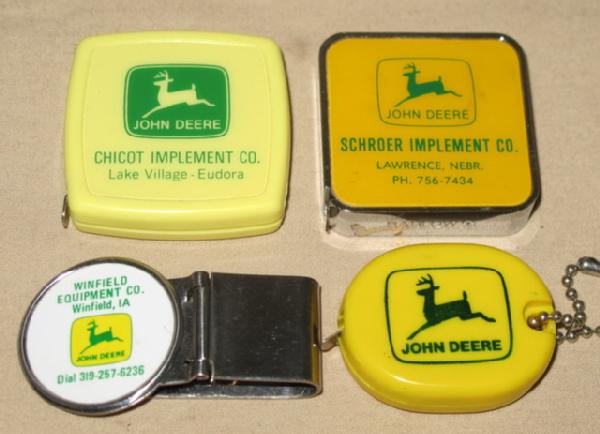 JOHN DEERE
CHICOT IMPLEMENT CO.
Lake Village - Eudora
JOHN DEERE
SCHROER IMPLEMENT CO.
LAWRENCE, NEBR.
PH. 756-7434
WINFIELD
EQUIPMENT CO.
Winfield, IA
JOHN DEERE
Dial 319-257-6236
JOHN DEERE